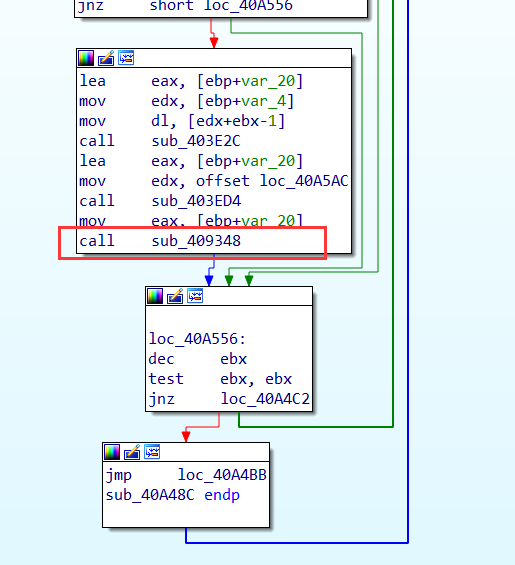 jnz     short loc_40A556
lea     eax, [ebp+var_20]
mov     edx, [ebp+var_4]
mov     dl, [edx+ebx-1]
call    sub_403E2C
lea     eax, [ebp+var_20]
mov     edx, offset loc_40A5AC
call    sub_403ED4
mov     eax, [ebp+var_20]
call    sub_409348
loc_40A556:
dec     ebx
test    ebx, ebx
jnz     loc_40A4C2
jmp     loc_40A4BB
sub_40A48C endp